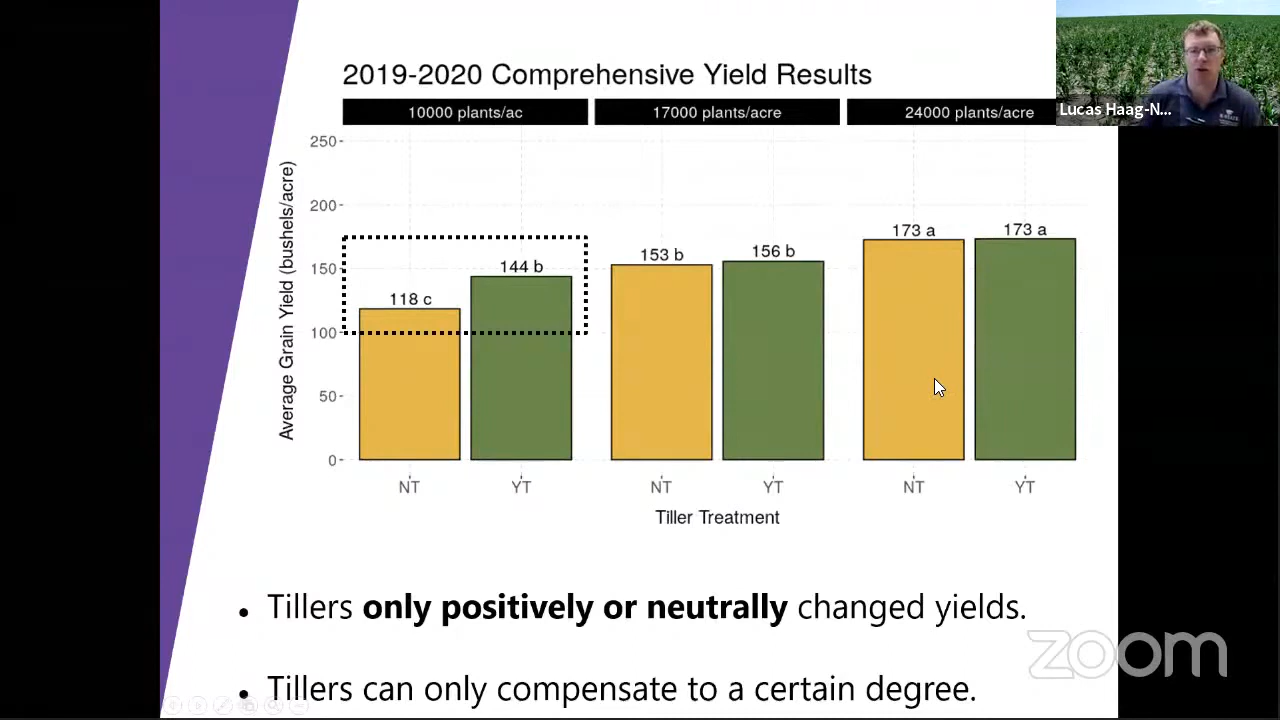 2019-2020 Comprehensive Yield Results
10000 plants/ac
17000 plants/acre
24000 plants/acre
Lucas Haag-N...
Average Grain Yield (bushels/acre)
250
200
150
100
50
0
118 c
144 b
153 b
156 b
173 a
173 a
NT
YT
NT
YT
NT
YT
Tiller Treatment
• Tillers only positively or neutrally changed yields.
• Tillers can only compensate to a certain degree.
zoom